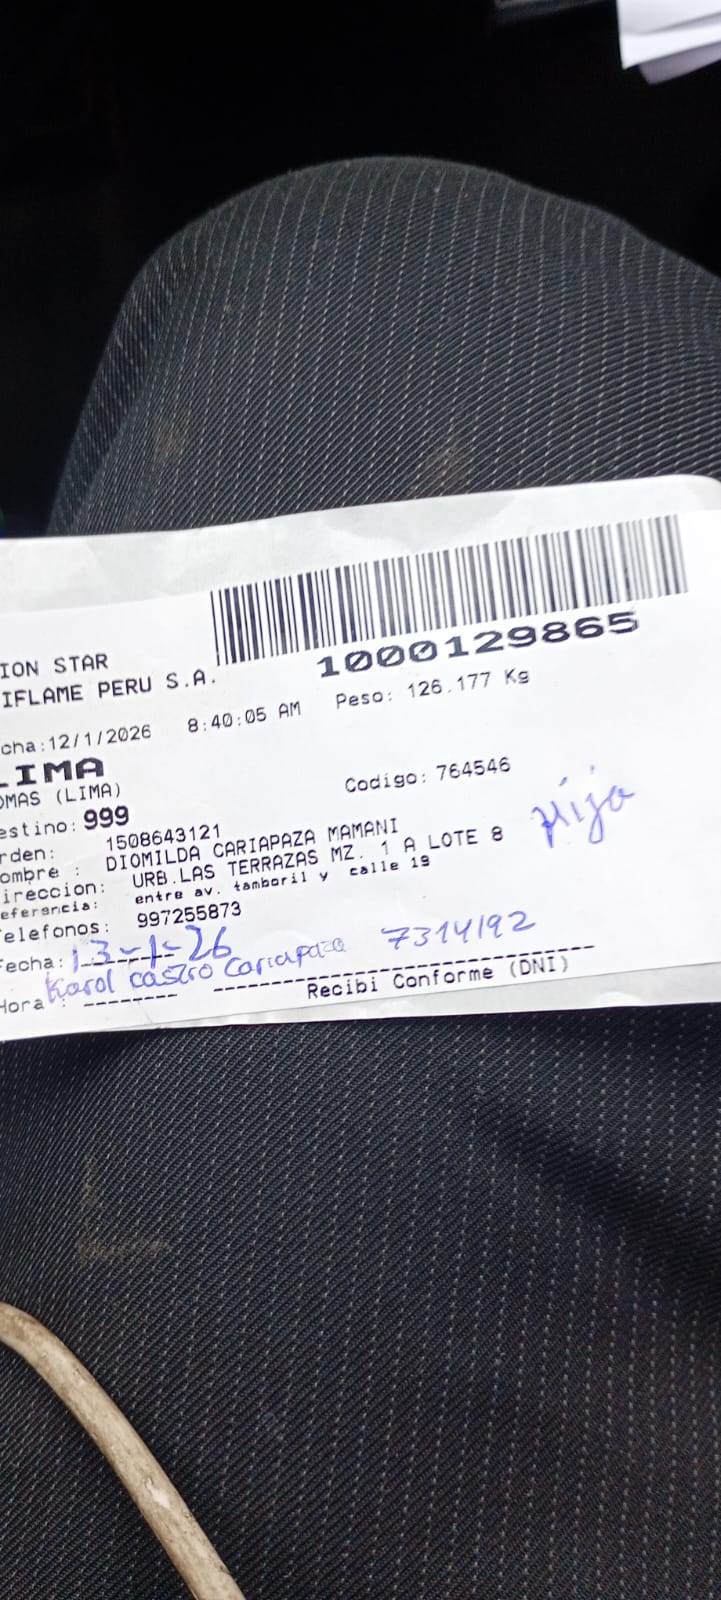 1000129865
ION STAR
IFLAME PERU S.A.
cha:12/1/2026 8:40:05 AM Peso: 126.177 Kg
LIMA
OMAS (LIMA) Codigo: 764546
estino: 999
rden: 1508643121
ombre : DIOMILDA CARIAPAZA MAMANI
ireccion: URB.LAS TERRAZAS MZ. 1 A LOTE 8
eferencia: entre av. tamboril y calle 19
elefonos: 997255873
Hija
Fecha: 13-1-26
Karol Castro Cariapaza 7314192
Hora : Recibi Conforme (DNI)